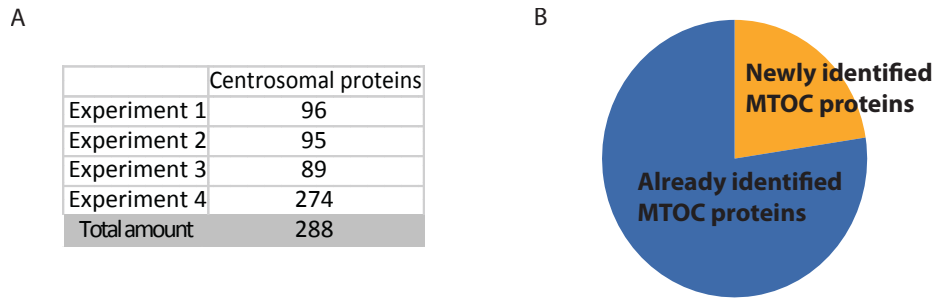 A
Centrosomal proteins
Experiment 1 96
Experiment 2 95
Experiment 3 89
Experiment 4 274
Total amount 288
B
Newly identified
MTOC proteins
Already identified
MTOC proteins